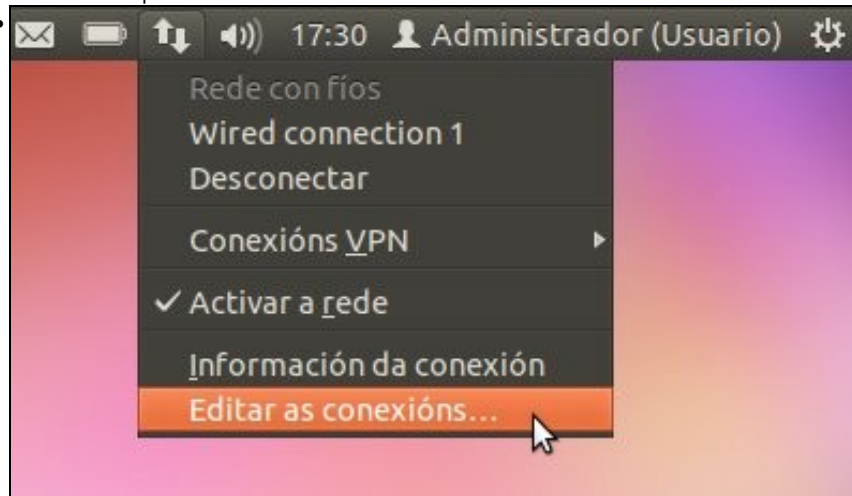 17:30 Administrador (Usuario)
Rede con fíos
Wired connection 1
Desconectar
Conexións VPN
Activar a rede
Información da conexión
Editar as conexións...